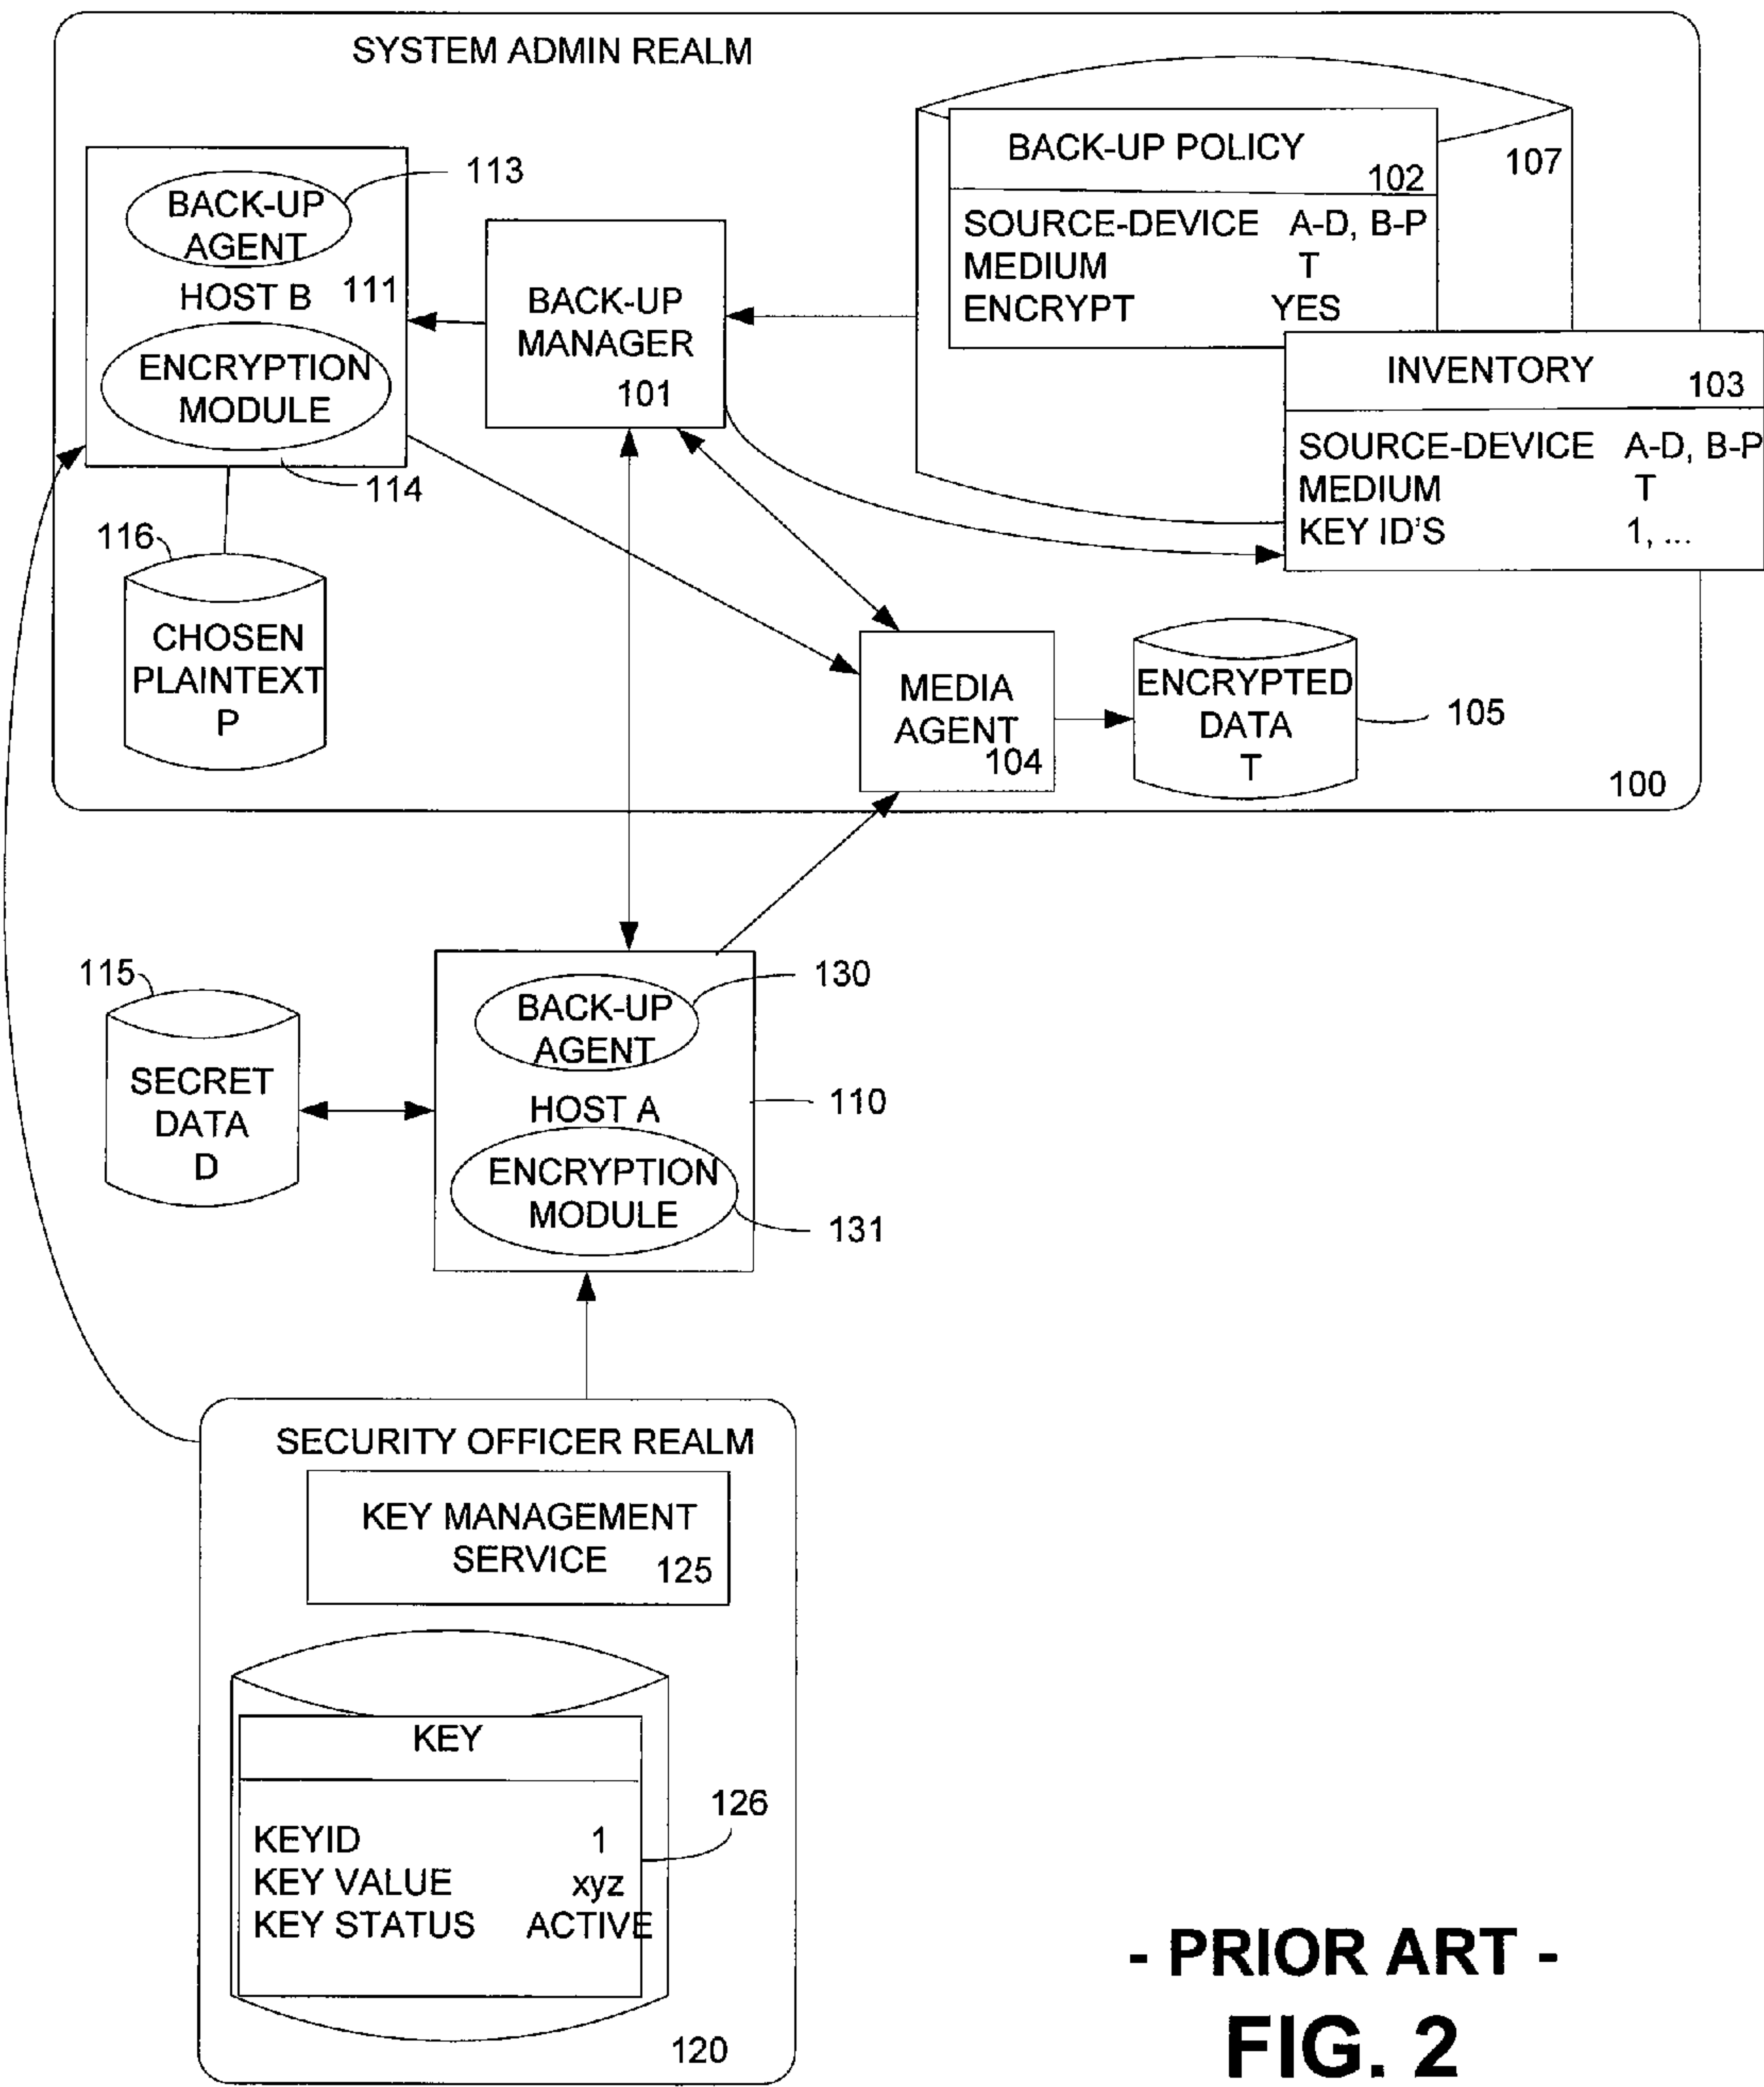 SYSTEM ADMIN REALM
BACK-UP POLICY
102
107
SOURCE-DEVICE A-D, B-P
MEDIUM T
ENCRYPT YES
INVENTORY
103
SOURCE-DEVICE A-D, B-P
MEDIUM T
KEY ID'S 1, ...
BACK-UP
AGENT
113
HOST B
111
ENCRYPTION
MODULE
114
BACK-UP
MANAGER
101
116
CHOSEN
PLAINTEXT
P
MEDIA
AGENT
104
ENCRYPTED
DATA
T
105
100
115
SECRET
DATA
D
BACK-UP
AGENT
130
HOST A
110
ENCRYPTION
MODULE
131
SECURITY OFFICER REALM
KEY MANAGEMENT
SERVICE
125
KEY
126
KEYID 1
KEY VALUE xyz
KEY STATUS ACTIVE
120
- PRIOR ART -
FIG. 2